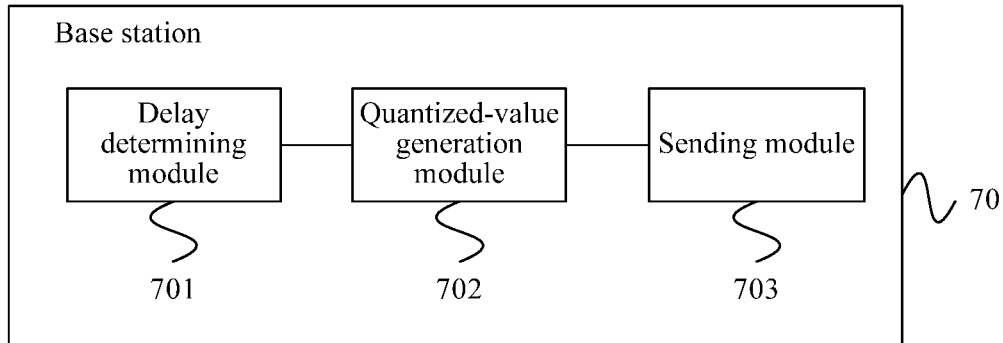 Base station
Delay
determining
module
Quantized-value
generation
module
Sending module
70
701
702
703